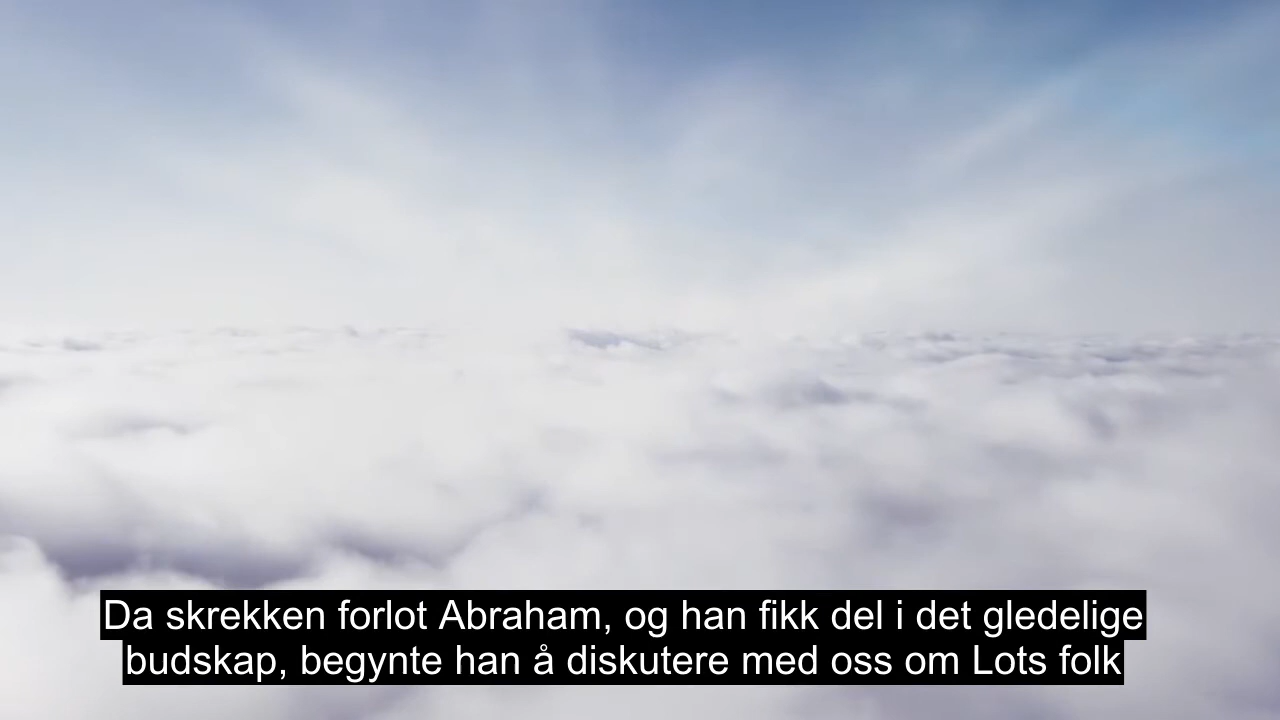 Da skrekken forlot Abraham, og han fikk del i det gledelige
budskap, begynte han å diskutere med oss om Lots folk